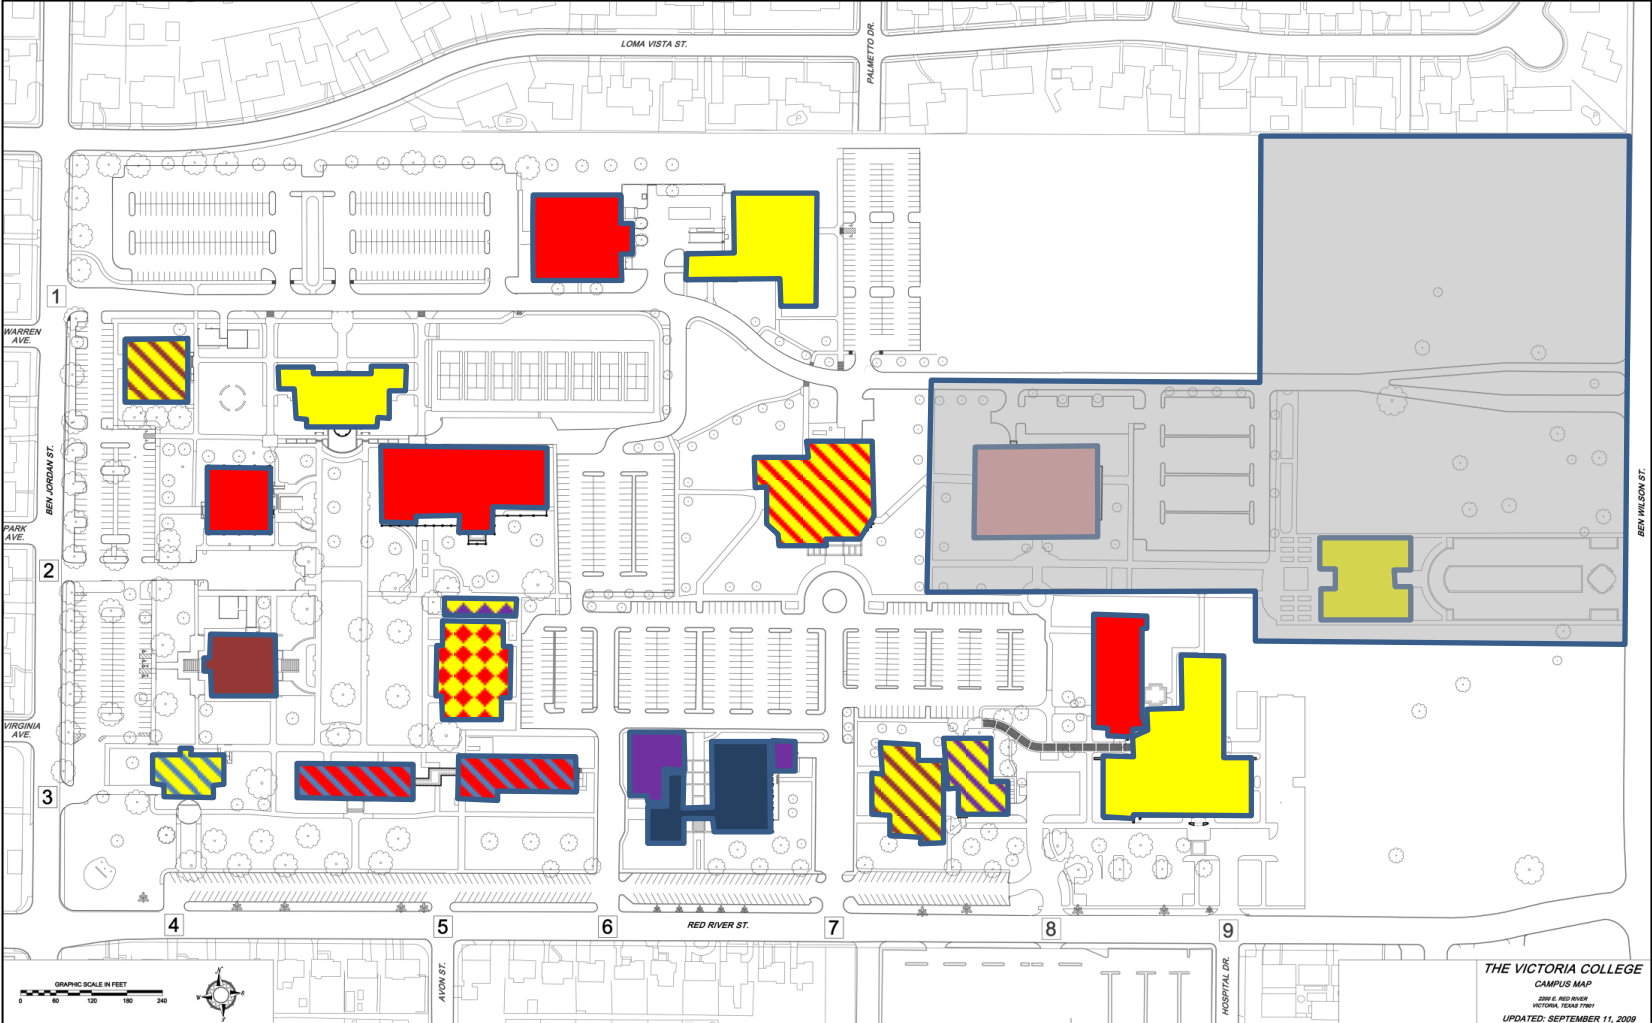 LOMA VISTA ST.
PALMETTO DR.
1
WARREN
AVE.
BEN JORDAN ST.
BEN WILSON ST.
PARK
AVE.
2
VIRGINIA
AVE.
3
4
5
6
RED RIVER ST.
7
8
9
AVON ST.
HOSPITAL DR.
GRAPHIC SCALE IN FEET
0 60 120 180 240
N
THE VICTORIA COLLEGE
CAMPUS MAP
2200 E. RED RIVER
VICTORIA, TEXAS 77901
UPDATED: SEPTEMBER 11, 2009